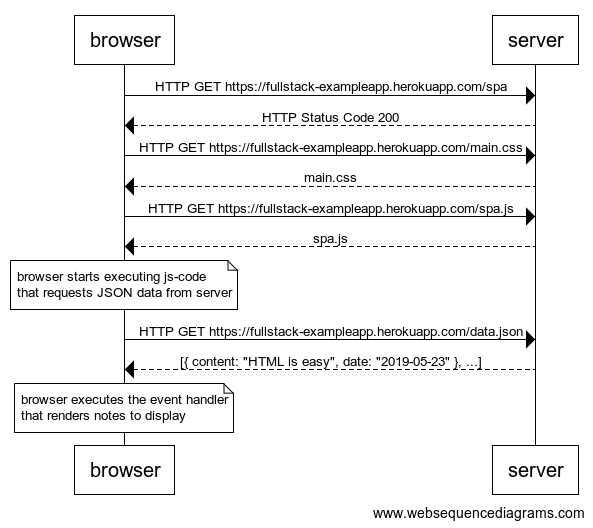 browser
server
HTTP GET https://fullstack-exampleapp.herokuapp.com/spa
HTTP Status Code 200
HTTP GET https://fullstack-exampleapp.herokuapp.com/main.css
main.css
HTTP GET https://fullstack-exampleapp.herokuapp.com/spa.js
spa.js
browser starts executing js-code
that requests JSON data from server
HTTP GET https://fullstack-exampleapp.herokuapp.com/data.json
[{ content: "HTML is easy", date: "2019-05-23" }, ...]
browser executes the event handler
that renders notes to display
browser
server
www.websequencediagrams.com